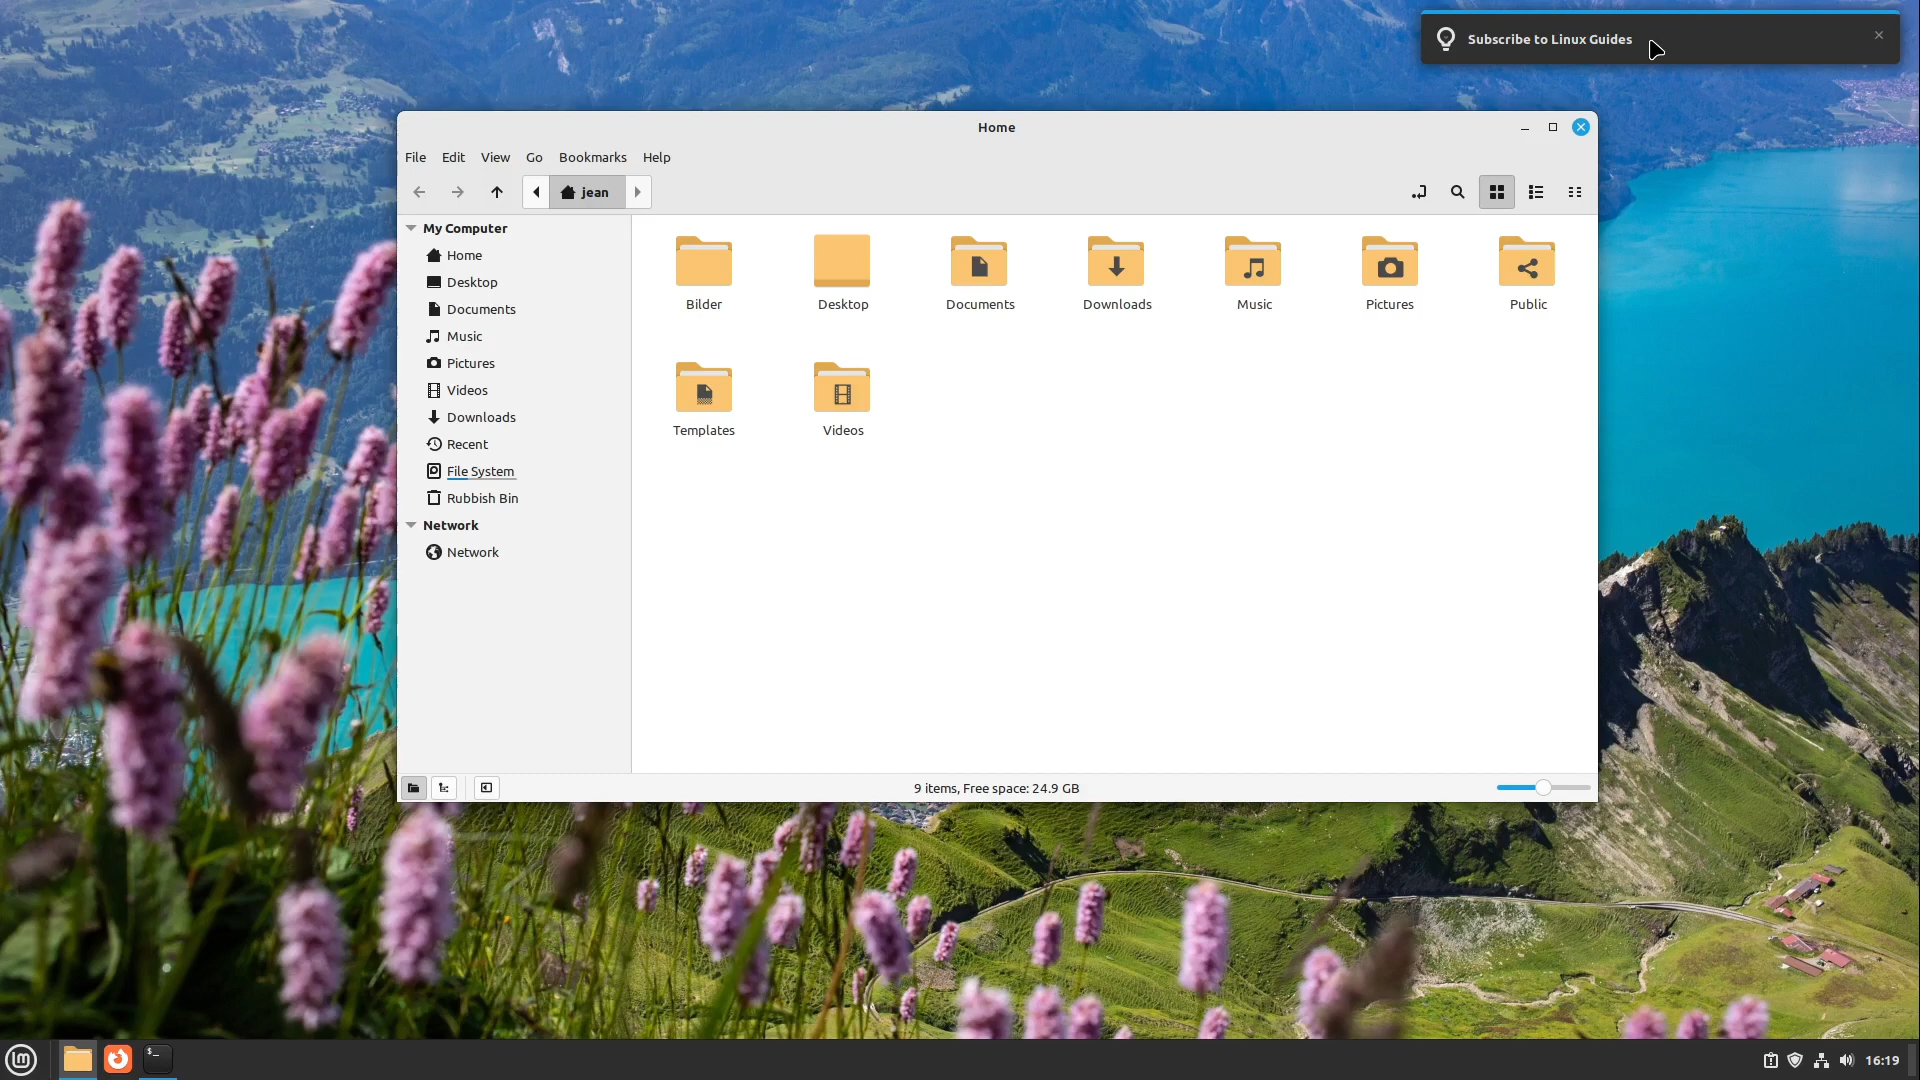 Subscribe to Linux Guides
Home
File Edit View Go Bookmarks Help
jean
My Computer
Home
Desktop
Documents
Music
Pictures
Videos
Downloads
Recent
File System
Rubbish Bin
Network
Network
Bilder Desktop Documents Downloads Music Pictures Public
Templates Videos
9 items, Free space: 24.9 GB
lm $_ 16:19